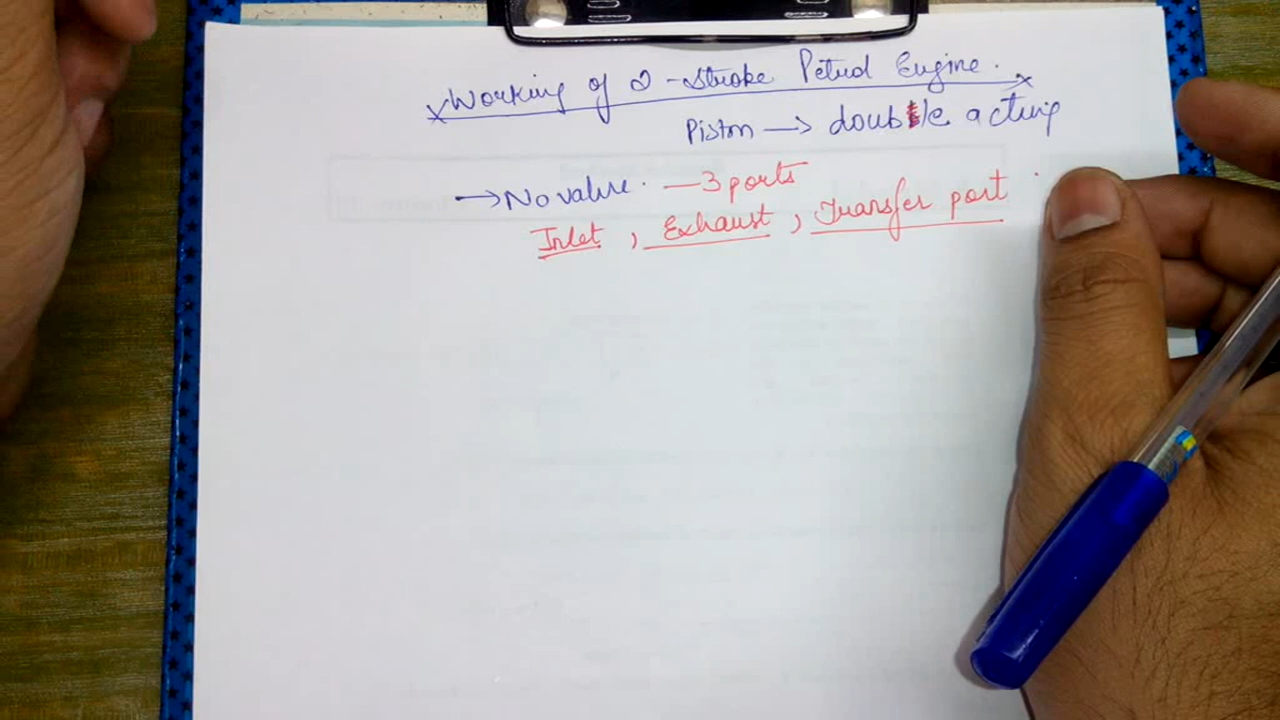 Working of 2-Stroke Petrol Engine.
Piston → double acting
→ No valve. — 3 ports
Inlet, Exhaust, Transfer port